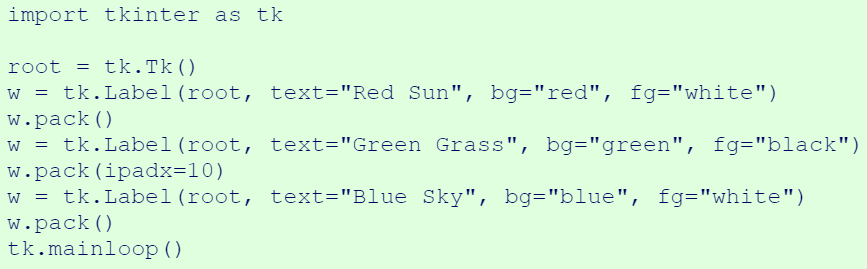 import tkinter as tk

root = tk.Tk()
w = tk.Label(root, text="Red Sun", bg="red", fg="white")
w.pack()
w = tk.Label(root, text="Green Grass", bg="green", fg="black")
w.pack(ipadx=10)
w = tk.Label(root, text="Blue Sky", bg="blue", fg="white")
w.pack()
tk.mainloop()